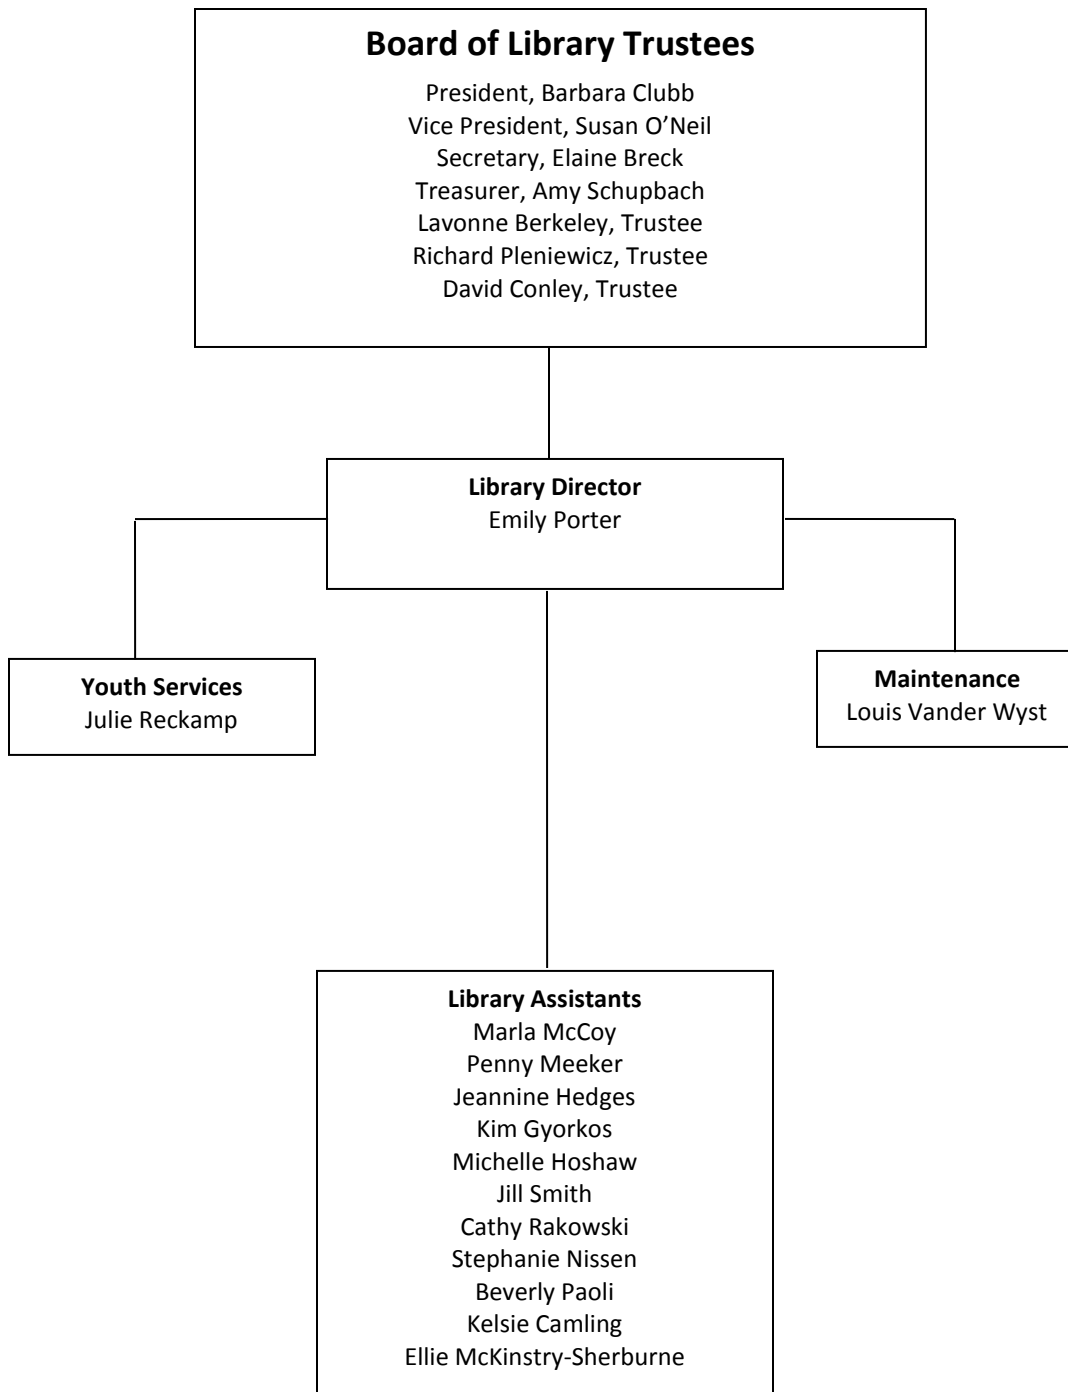 Board of Library Trustees
President, Barbara Clubb
Vice President, Susan O’Neil
Secretary, Elaine Breck
Treasurer, Amy Schupbach
Lavonne Berkeley, Trustee
Richard Pleniewicz, Trustee
David Conley, Trustee
Library Director
Emily Porter
Youth Services
Julie Reckamp
Maintenance
Louis Vander Wyst
Library Assistants
Marla McCoy
Penny Meeker
Jeannine Hedges
Kim Gyorkos
Michelle Hoshaw
Jill Smith
Cathy Rakowski
Stephanie Nissen
Beverly Paoli
Kelsie Camling
Ellie McKinstry-Sherburne